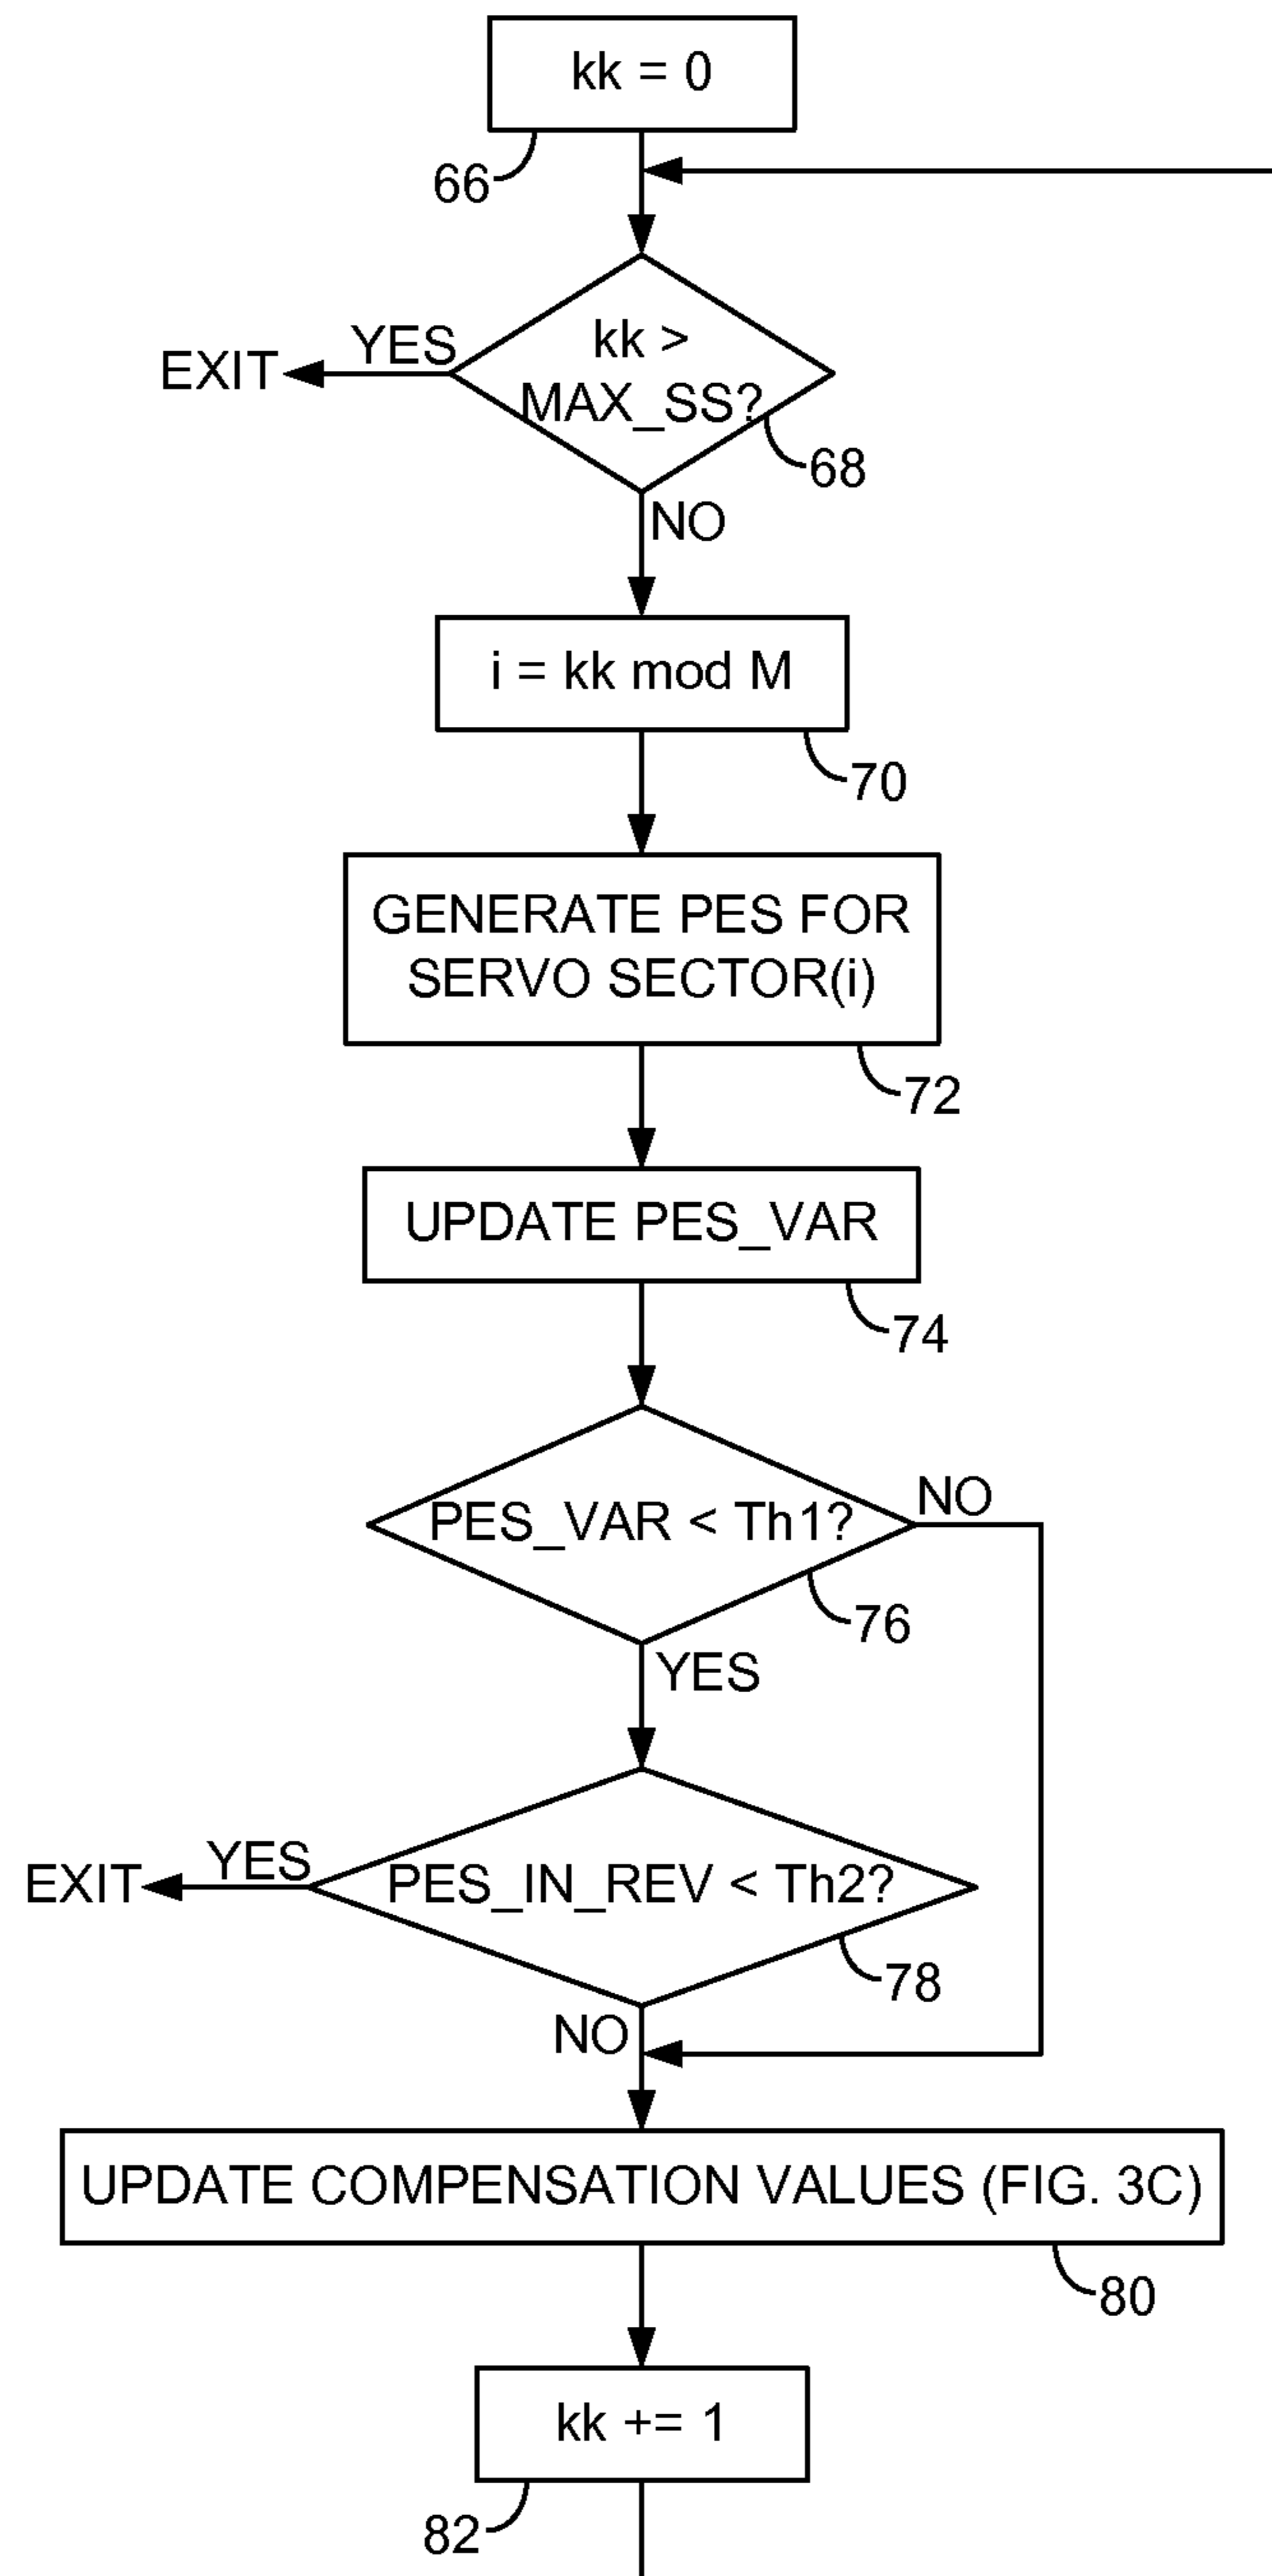 kk = 0
66
kk >
MAX_SS?
YES
EXIT
68
NO
i = kk mod M
70
GENERATE PES FOR
SERVO SECTOR(i)
72
UPDATE PES_VAR
74
PES_VAR < Th1?
NO
76
YES
PES_IN_REV < Th2?
YES
EXIT
78
NO
UPDATE COMPENSATION VALUES (FIG. 3C)
80
kk += 1
82